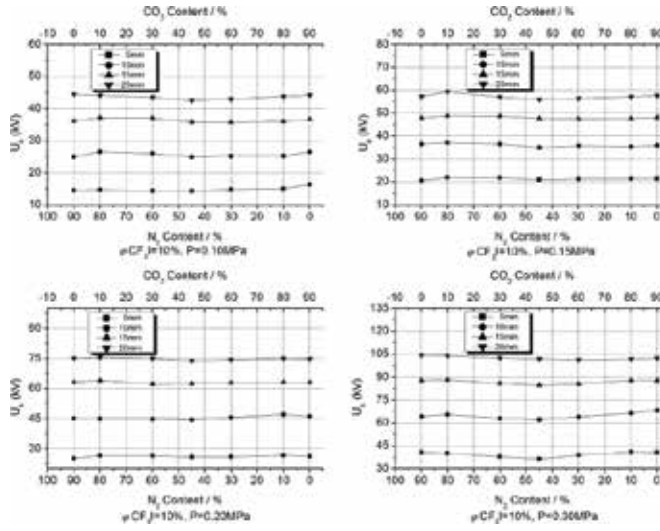 CO₂ Content / %
-10 0 10 20 30 40 50 60 70 80 90
60
50
40
30
20
10
U (kV)
5mm
10mm
15mm
20mm
100 90 80 70 60 50 40 30 20 10 0
N₂ Content / %
φCF₃I=10%, P=0.10MPa
CO₂ Content / %
-10 0 10 20 30 40 50 60 70 80 90
80
70
60
50
40
30
20
10
U (kV)
5mm
10mm
15mm
20mm
100 90 80 70 60 50 40 30 20 10 0
N₂ Content / %
φCF₃I=10%, P=0.15MPa
CO₂ Content / %
-10 0 10 20 30 40 50 60 70 80 90
90
75
60
45
30
U (kV)
5mm
10mm
15mm
20mm
100 90 80 70 60 50 40 30 20 10 0
N₂ Content / %
φCF₃I=10%, P=0.20MPa
CO₂ Content / %
-10 0 10 20 30 40 50 60 70 80 90
135
120
105
90
75
60
45
30
U (kV)
5mm
10mm
15mm
20mm
100 90 80 70 60 50 40 30 20 10 0
N₂ Content / %
φCF₃I=10%, P=0.30MPa